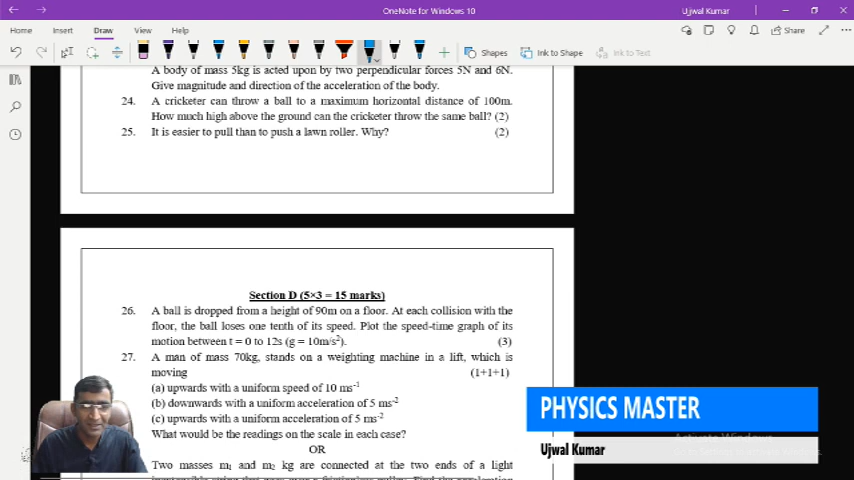 OneNote for Windows 10
Ujjwal Kumar
Home Insert Draw View Help
Share
Shapes Ink to Shape Ink to Text
A body of mass 5kg is acted upon by two perpendicular forces 5N and 6N.
Give magnitude and direction of the acceleration of the body.
24. A cricketer can throw a ball to a maximum horizontal distance of 100m.
How much high above the ground can the cricketer throw the same ball? (2)
25. It is easier to pull than to push a lawn roller. Why? (2)
Section D (5×3 = 15 marks)
26. A ball is dropped from a height of 90m on a floor. At each collision with the
floor, the ball loses one tenth of its speed. Plot the speed-time graph of its
motion between t = 0 to 12s (g = 10m/s²). (3)
27. A man of mass 70kg, stands on a weighting machine in a lift, which is
moving (1+1+1)
(a) upwards with a uniform speed of 10 ms⁻¹
(b) downwards with a uniform acceleration of 5 ms⁻²
(c) upwards with a uniform acceleration of 5 ms⁻²
What would be the readings on the scale in each case?
OR
Two masses m₁ and m₂ kg are connected at the two ends of a light
PHYSICS MASTER
Ujwal Kumar